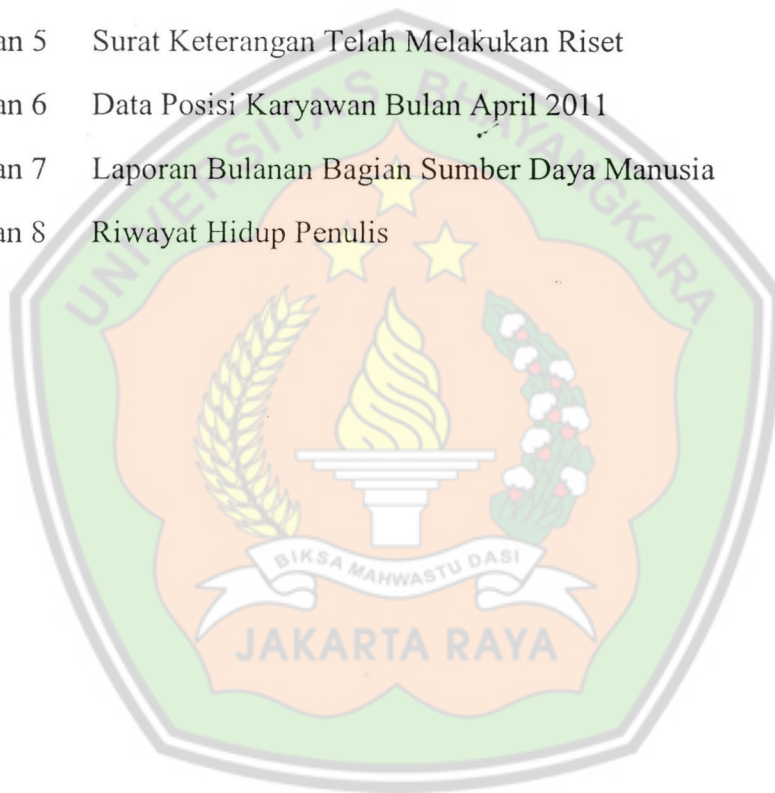 an 5 Surat Keterangan Telah Melakukan Riset
an 6 Data Posisi Karyawan Bulan April 2011
an 7 Laporan Bulanan Bagian Sumber Daya Manusia
an 8 Riwayat Hidup Penulis
UNIVERSITAS BHAYANGKARA
BIKSA MAHWASTU DASI
JAKARTA RAYA